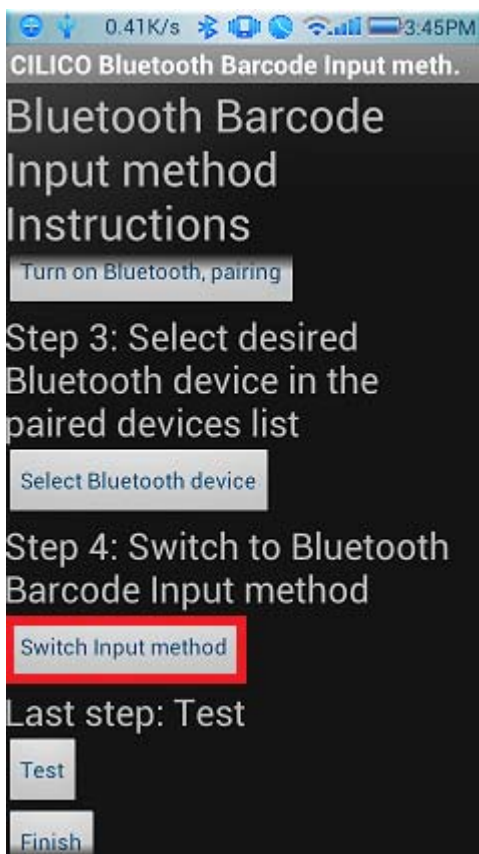 0.41K/s 3:45PM
CILICO Bluetooth Barcode Input meth.
Bluetooth Barcode
Input method
Instructions
Turn on Bluetooth, pairing
Step 3: Select desired
Bluetooth device in the
paired devices list
Select Bluetooth device
Step 4: Switch to Bluetooth
Barcode Input method
Switch Input method
Last step: Test
Test
Finish